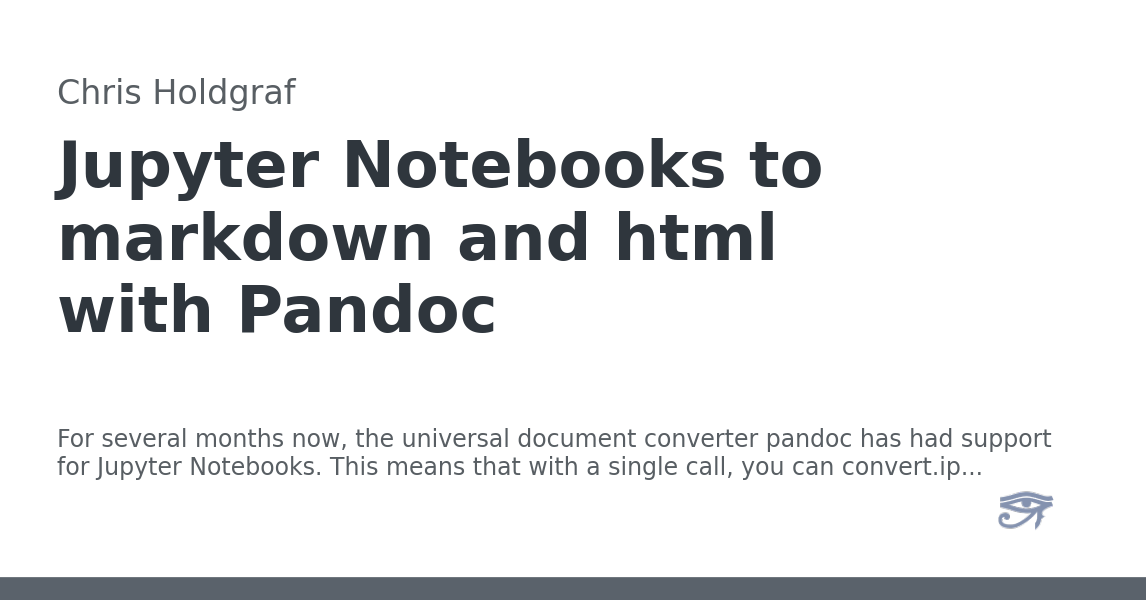 Chris Holdgraf
Jupyter Notebooks to
markdown and html
with Pandoc
For several months now, the universal document converter pandoc has had support
for Jupyter Notebooks. This means that with a single call, you can convert.ip...